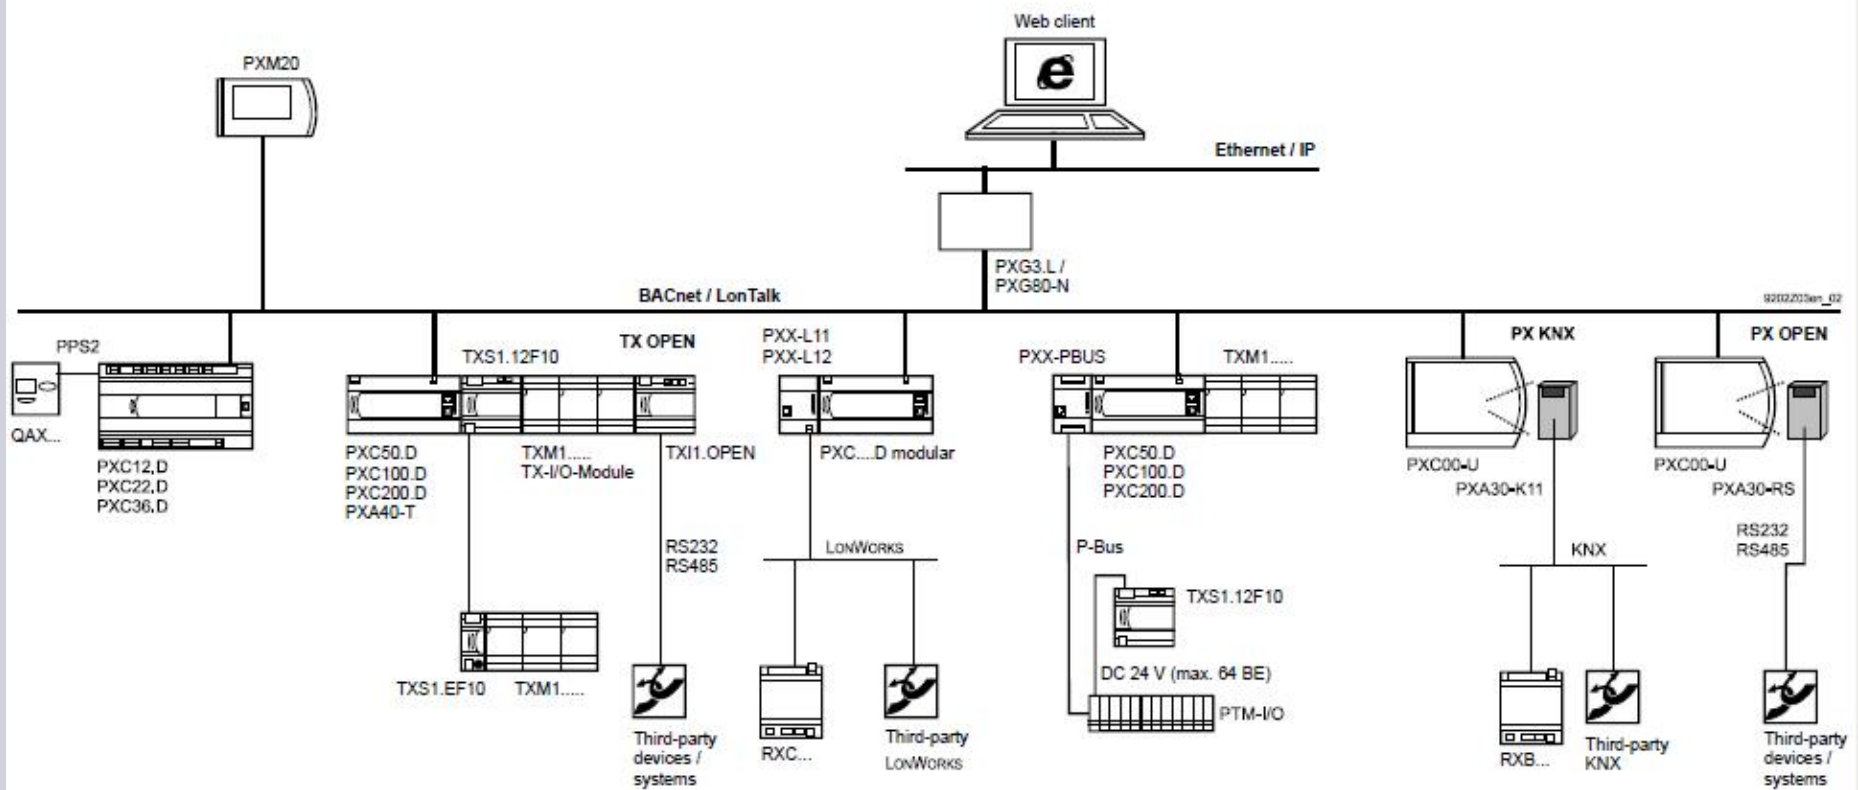 Web client
PXM20
Ethernet / IP
PXG3.L /
PXG80-N
BACnet / LonTalk
9202Z03en_02
PPS2
QAX...
PXC12.D
PXC22.D
PXC36.D
TX OPEN
TXS1.12F10
PXC50.D
PXC100.D
PXC200.D
PXA40-T
TXM1.....
TX-I/O-Module
TXI1.OPEN
RS232
RS485
TXS1.EF10
TXM1.....
Third-party
devices /
systems
PXX-L11
PXX-L12
PXC....D modular
LONWORKS
RXC...
Third-party
LONWORKS
PXX-PBUS
TXM1.....
PXC50.D
PXC100.D
PXC200.D
P-Bus
TXS1.12F10
DC 24 V (max. 64 BE)
PTM-I/O
PX KNX
PXC00-U
PXA30-K11
KNX
RXB...
Third-party
KNX
PX OPEN
PXC00-U
PXA30-RS
RS232
RS485
Third-party
devices /
systems